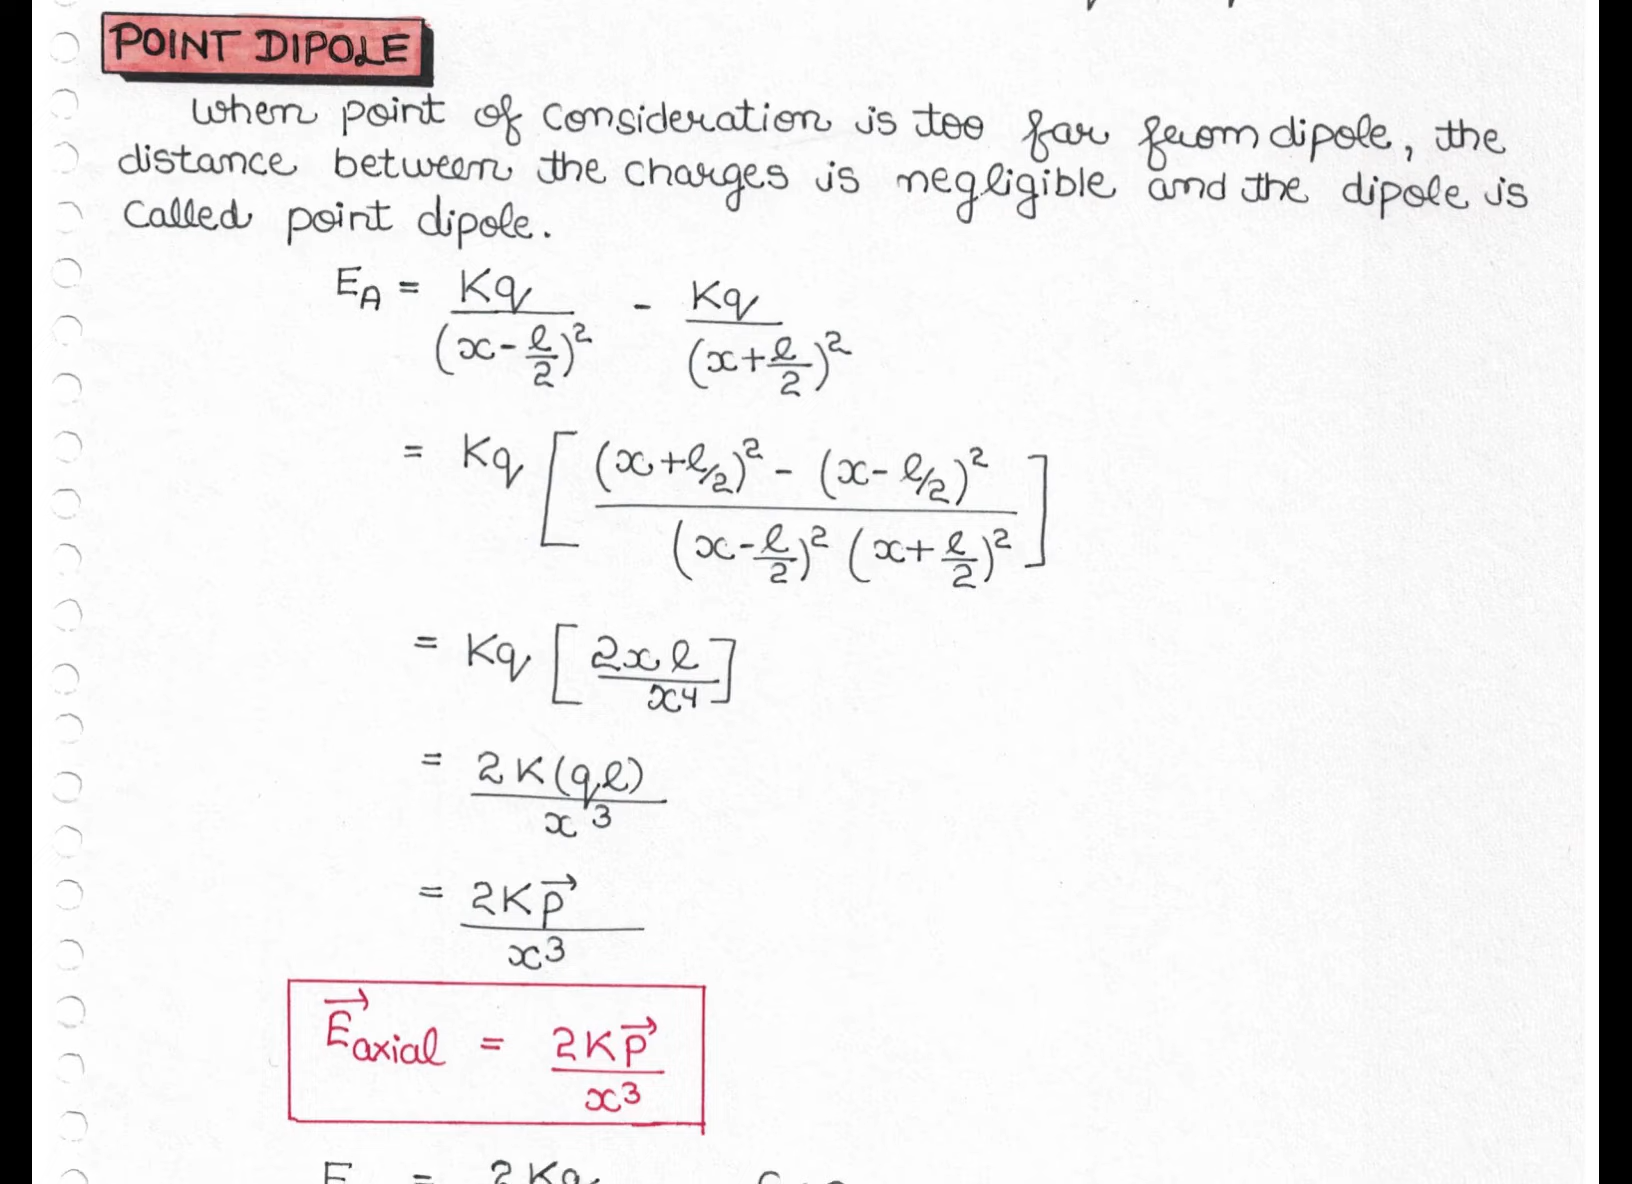 POINT DIPOLE
When point of consideration is too far from dipole, the
distance between the charges is negligible and the dipole is
called point dipole.
E_A = Kq/(x-l/2)² - Kq/(x+l/2)²
= Kq [ ((x+l/2)² - (x-l/2)²) / ((x-l/2)² (x+l/2)²) ]
= Kq [ 2xl/x⁴ ]
= 2K(ql)/x³
= 2Kp⃗/x³
E⃗axial = 2Kp⃗/x³
E = 2Kq